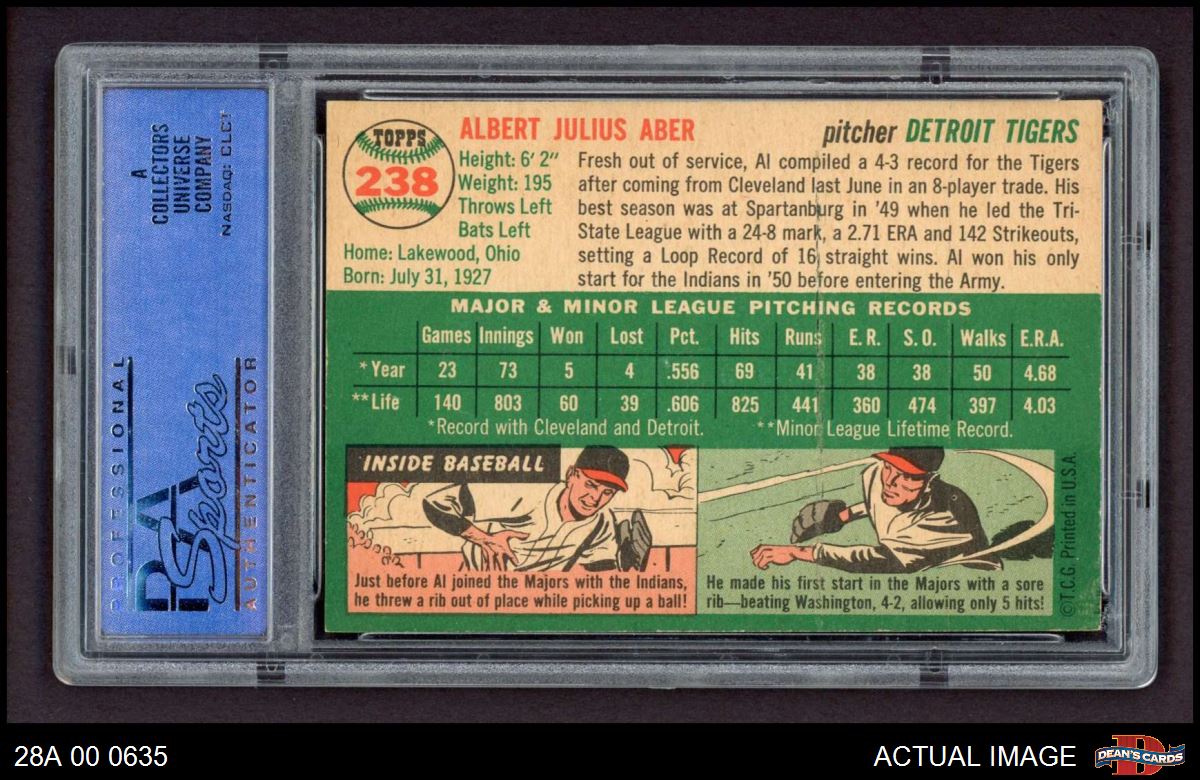 A
COLLECTORS
UNIVERSE
COMPANY
NASDAQ: CLCT
PROFESSIONAL
PSA
Sports
AUTHENTICATOR
TOPPS
238
ALBERT JULIUS ABER
Height: 6' 2"
Weight: 195
Throws Left
Bats Left
Home: Lakewood, Ohio
Born: July 31, 1927
pitcher DETROIT TIGERS
Fresh out of service, Al compiled a 4-3 record for the Tigers
after coming from Cleveland last June in an 8-player trade. His
best season was at Spartanburg in '49 when he led the Tri-
State League with a 24-8 mark, a 2.71 ERA and 142 Strikeouts,
setting a Loop Record of 16 straight wins. Al won his only
start for the Indians in '50 before entering the Army.
MAJOR & MINOR LEAGUE PITCHING RECORDS
Games Innings Won Lost Pct. Hits Runs E. R. S. O. Walks E.R.A.
*Year 23 73 5 4 .556 69 41 38 38 50 4.68
**Life 140 803 60 39 .606 825 441 360 474 397 4.03
*Record with Cleveland and Detroit. **Minor League Lifetime Record.
INSIDE BASEBALL
Just before Al joined the Majors with the Indians,
he threw a rib out of place while picking up a ball!
He made his first start in the Majors with a sore
rib—beating Washington, 4-2, allowing only 5 hits!
©T.C.G. Printed in U.S.A.
28A 00 0635
ACTUAL IMAGE
DEAN'S CARDS